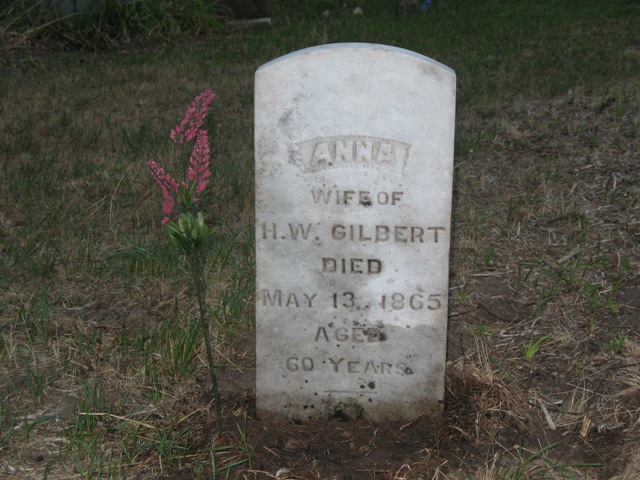 ANNA
WIFE OF
H.W. GILBERT
DIED
MAY 13, 1865
AGED
60 YEARS.